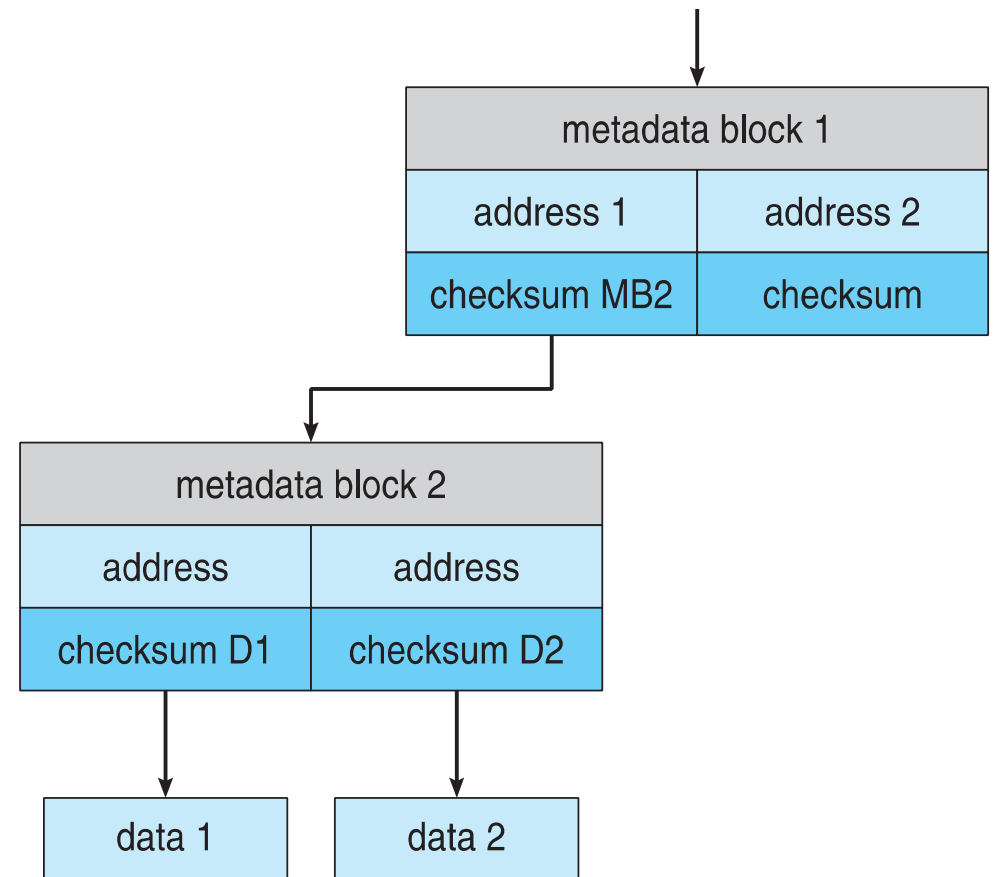 metadata block 1
address 1 address 2
checksum MB2 checksum
metadata block 2
address address
checksum D1 checksum D2
data 1 data 2